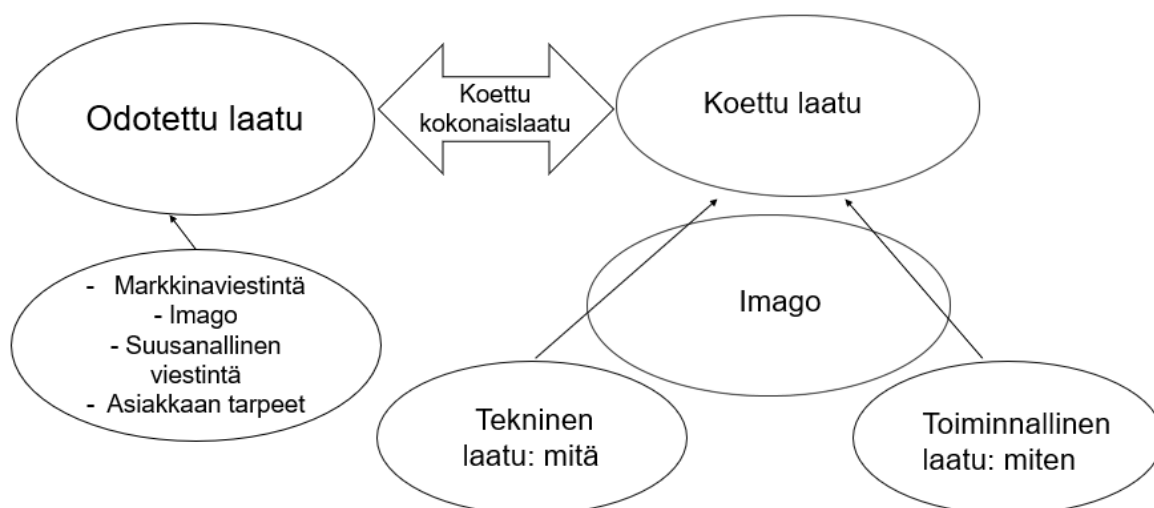 Odotettu laatu
Koettu
kokonaislaatu
Koettu laatu
- Markkinaviestintä
- Imago
- Suusanallinen
viestintä
- Asiakkaan tarpeet
Imago
Tekninen
laatu: mitä
Toiminnallinen
laatu: miten